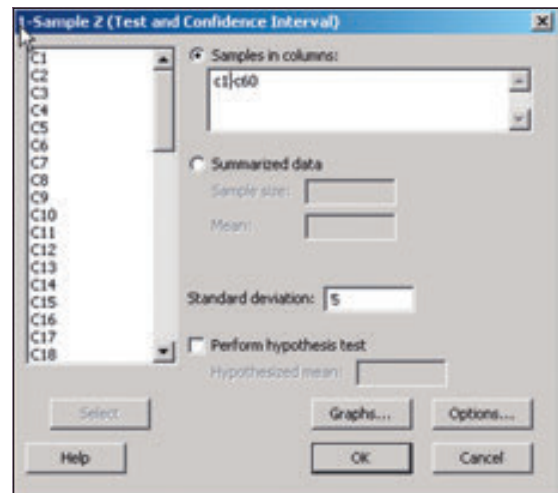 1-Sample Z (Test and Confidence Interval)
C1
C2
C3
C4
C5
C6
C7
C8
C9
C10
C11
C12
C13
C14
C15
C16
C17
C18
Samples in columns:
c1-c60
Summarized data
Sample size:
Mean:
Standard deviation: 5
Perform hypothesis test
Hypothesized mean:
Select
Graphs...
Options...
Help
OK
Cancel